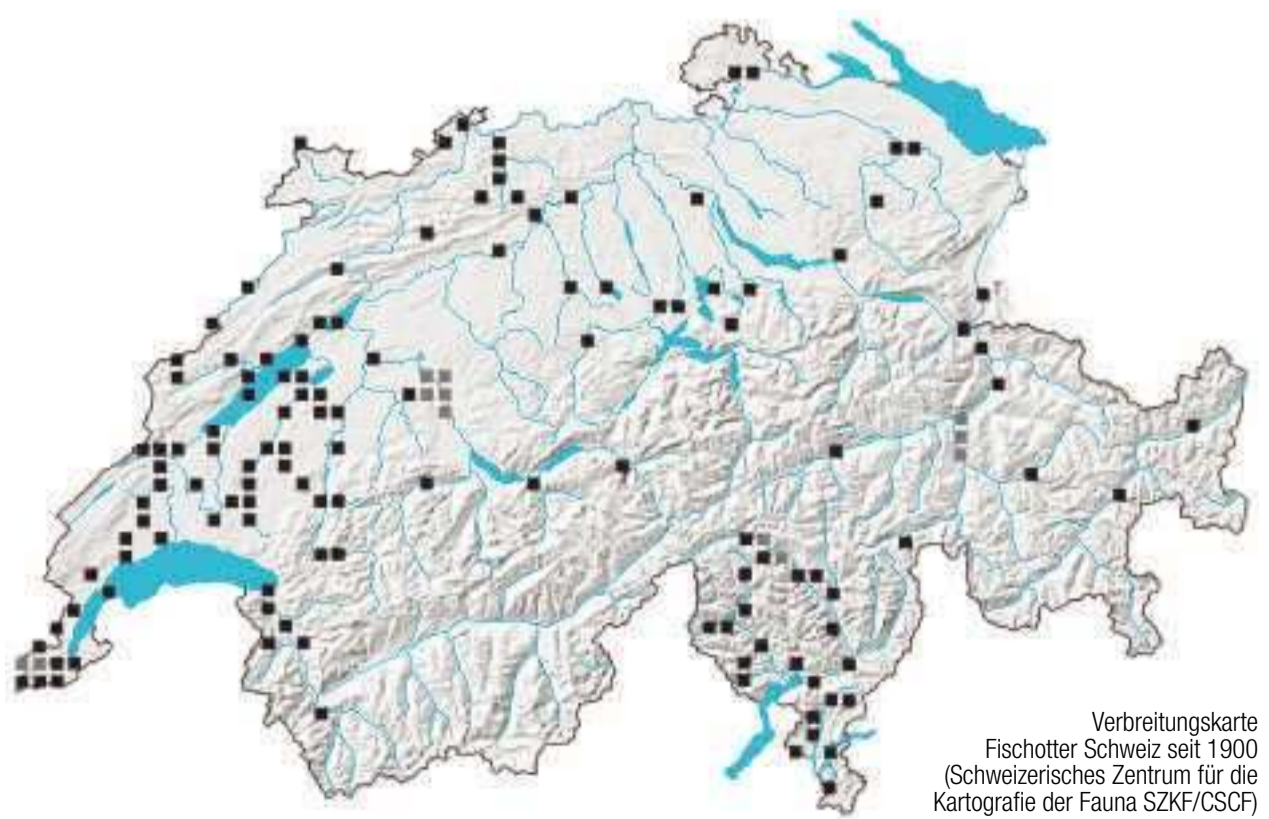 Verbreitungskarte
Fischotter Schweiz seit 1900
(Schweizerisches Zentrum für die
Kartografie der Fauna SZKF/CSCF)